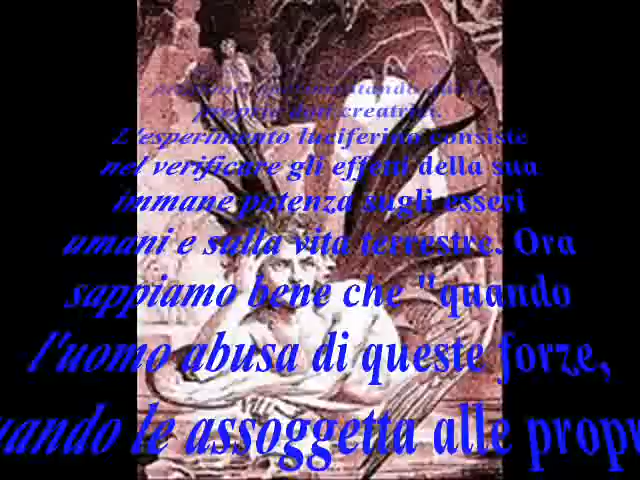 proprie doti creatrici.
L'esperimento luciferino consiste
nel verificare gli effetti della sua
immane potenza sugli esseri
umani e sulla vita terrestre. Ora
sappiamo bene che "quando
l'uomo abusa di queste forze,
uando le assoggetta alle propr